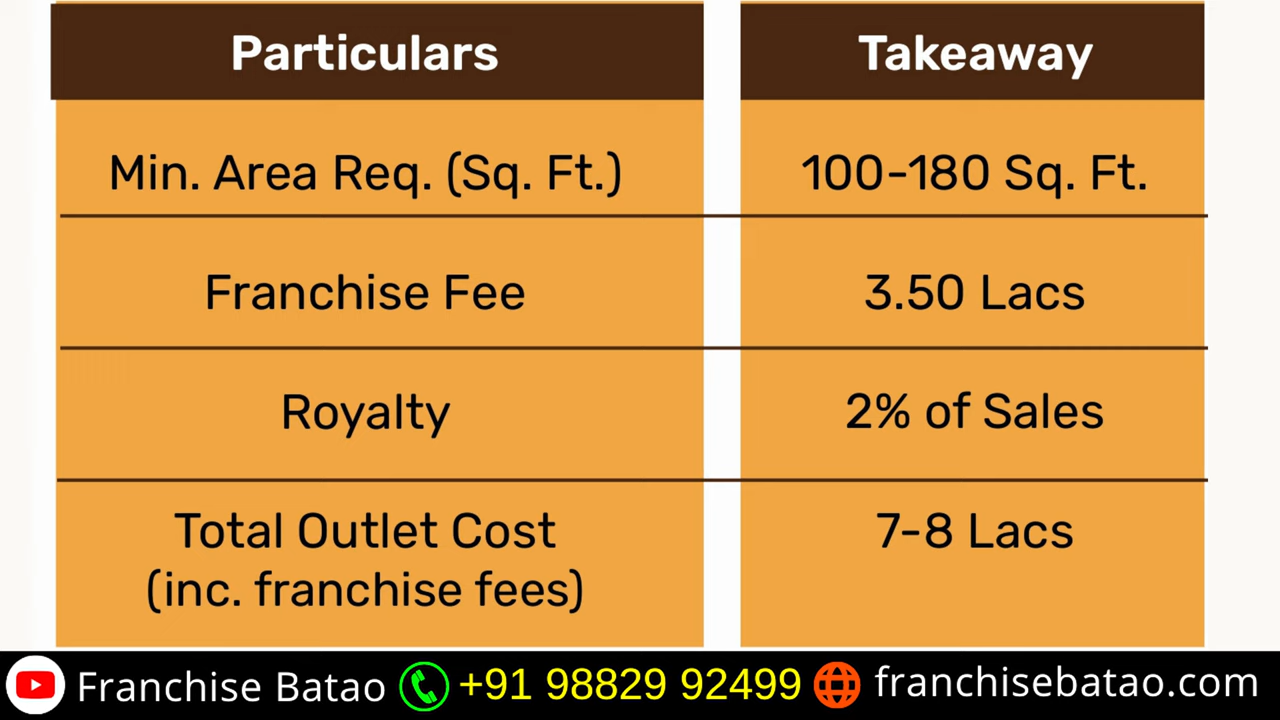 Particulars Takeaway
Min. Area Req. (Sq. Ft.) 100-180 Sq. Ft.
Franchise Fee 3.50 Lacs
Royalty 2% of Sales
Total Outlet Cost 7-8 Lacs
(inc. franchise fees)
Franchise Batao +91 98829 92499 franchisebatao.com